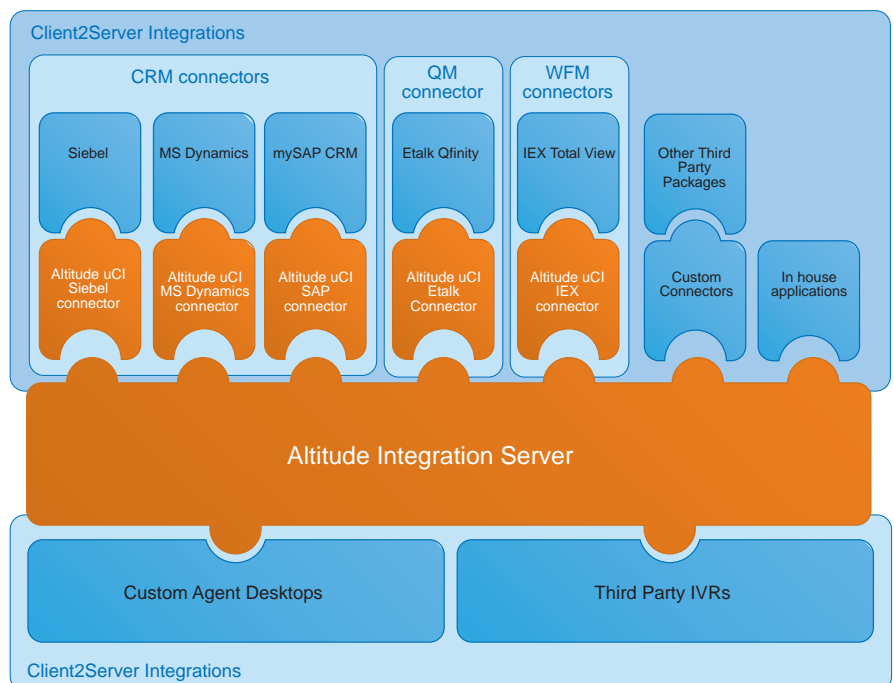 Client2Server Integrations
CRM connectors
QM
connector
WFM
connectors
Siebel
MS Dynamics
mySAP CRM
Etalk Qfinity
IEX Total View
Other Third
Party
Packages
Altitude uCI
Siebel
connector
Altitude uCI
MS Dynamics
connector
Altitude uCI
SAP
connector
Altitude uCI
Etalk
Connector
Altitude uCI
IEX
connector
Custom
Connectors
In house
applications
Altitude Integration Server
Custom Agent Desktops
Third Party IVRs
Client2Server Integrations